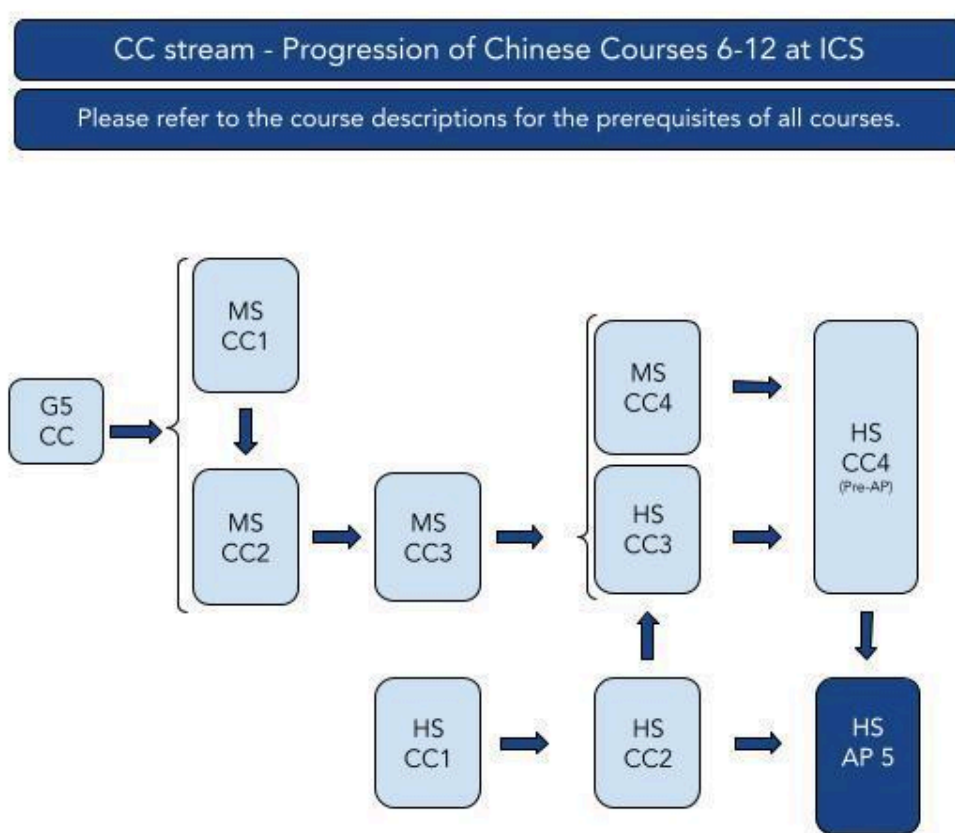 CC stream - Progression of Chinese Courses 6-12 at ICS
Please refer to the course descriptions for the prerequisites of all courses.
MS
CC1
G5
CC
MS
CC2
MS
CC3
MS
CC4
HS
CC3
HS
CC4
(Pre-AP)
HS
CC1
HS
CC2
HS
AP 5